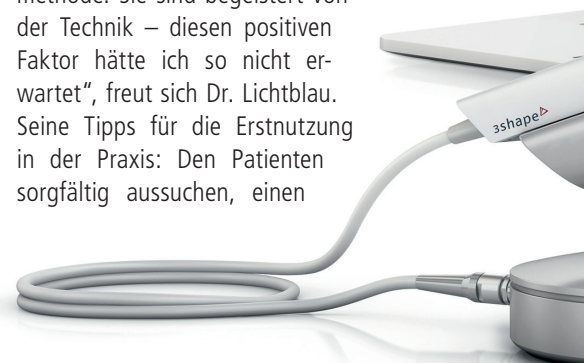 methode. Sie sind begeistert von
der Technik – diesen positiven
Faktor hätte ich so nicht er-
wartet“, freut sich Dr. Lichtblau.
Seine Tipps für die Erstnutzung
in der Praxis: Den Patienten
sorgfältig aussuchen, einen
3shape